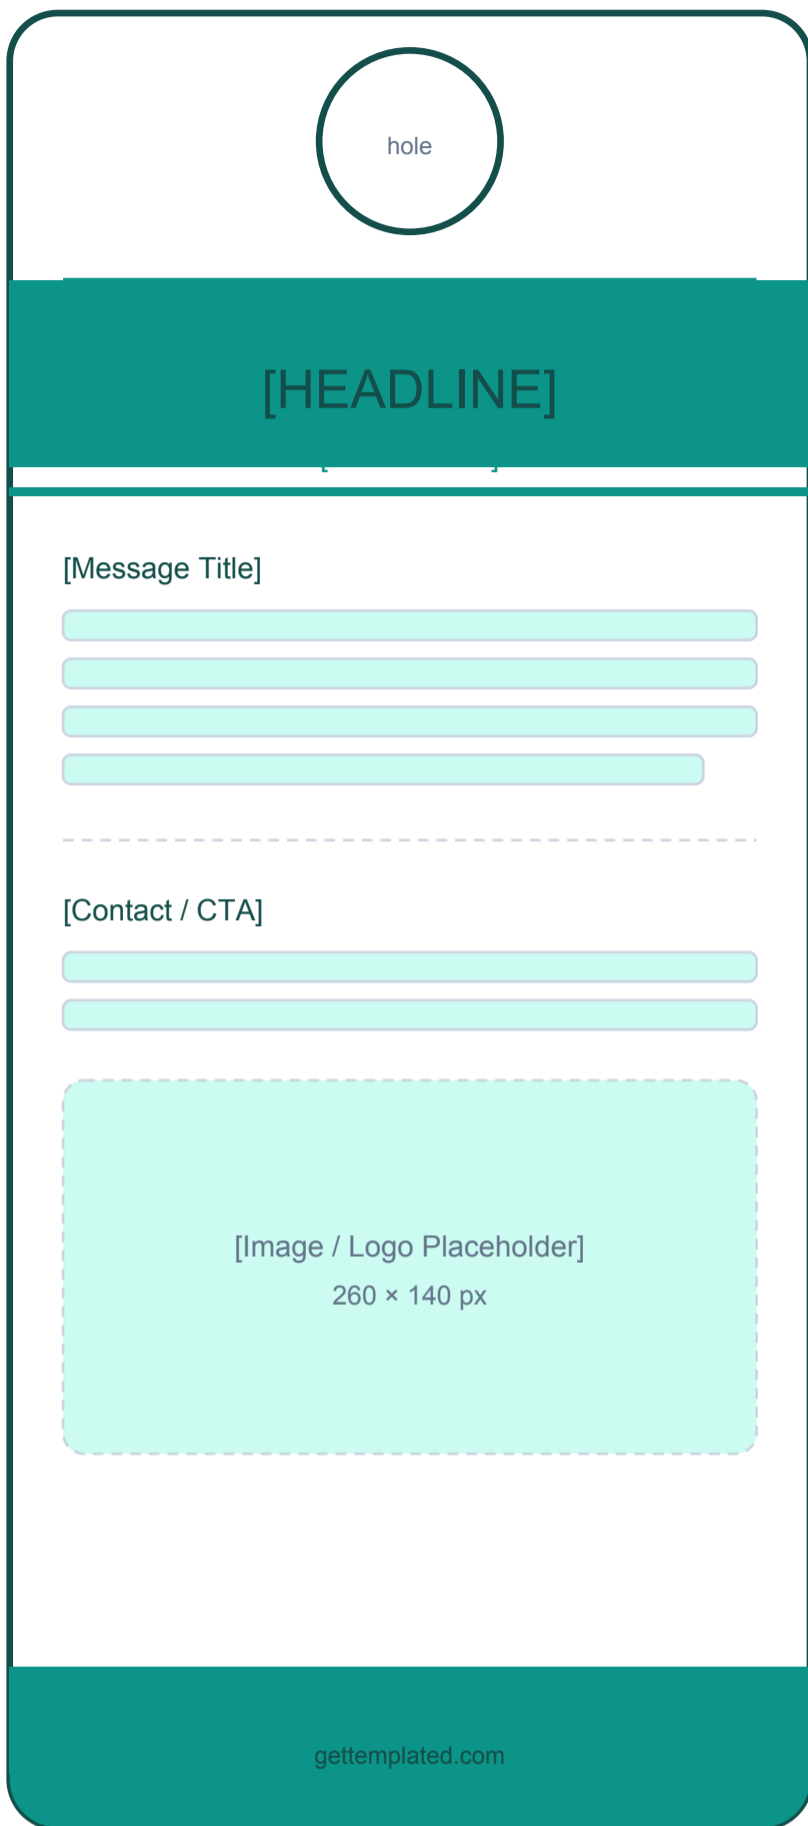 hole
[HEADLINE]
[Message Title]
[Contact / CTA]
[Image / Logo Placeholder]
260 × 140 px
gettemplated.com